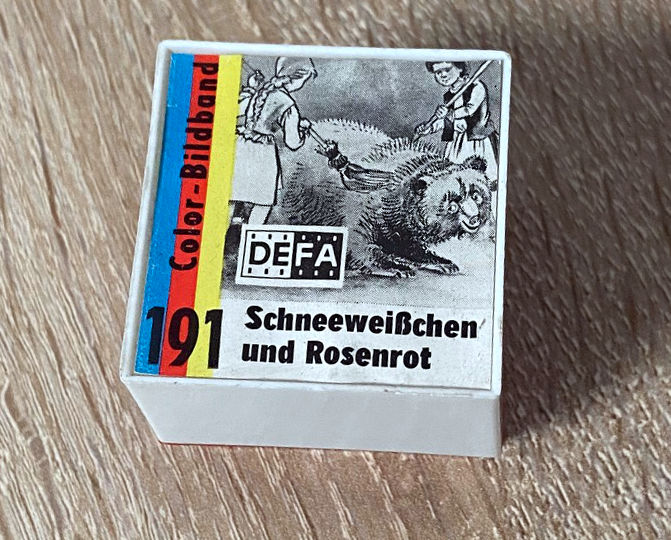 Color-Bildband
DEFA
191
Schneeweißchen
und Rosenrot